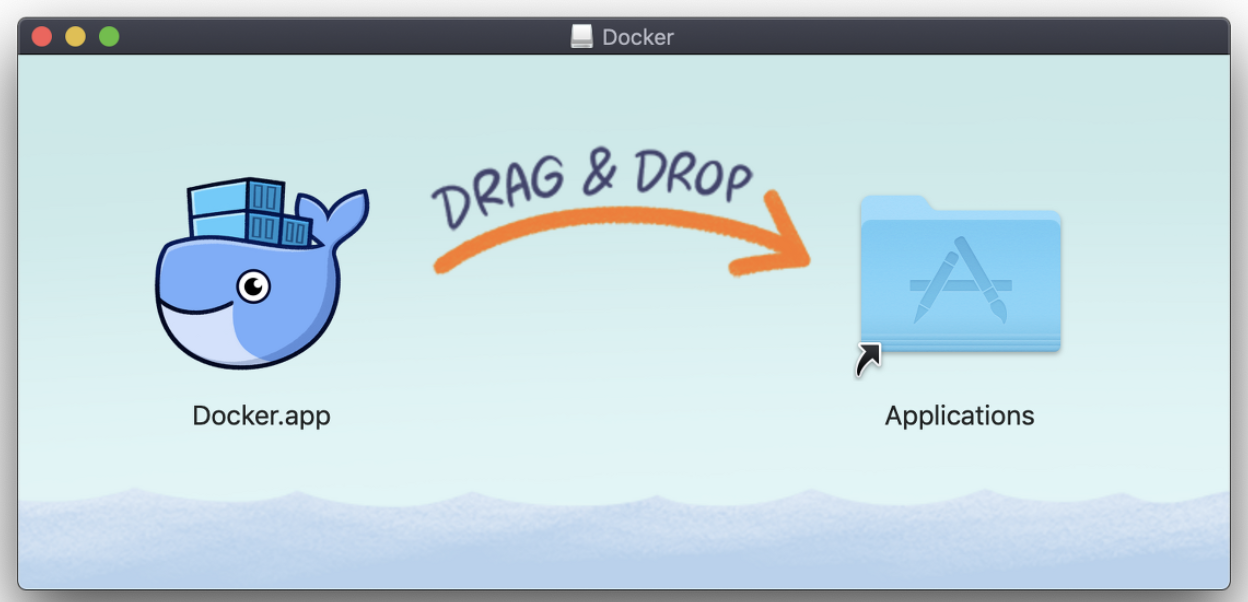 Docker
DRAG & DROP
Docker.app
Applications